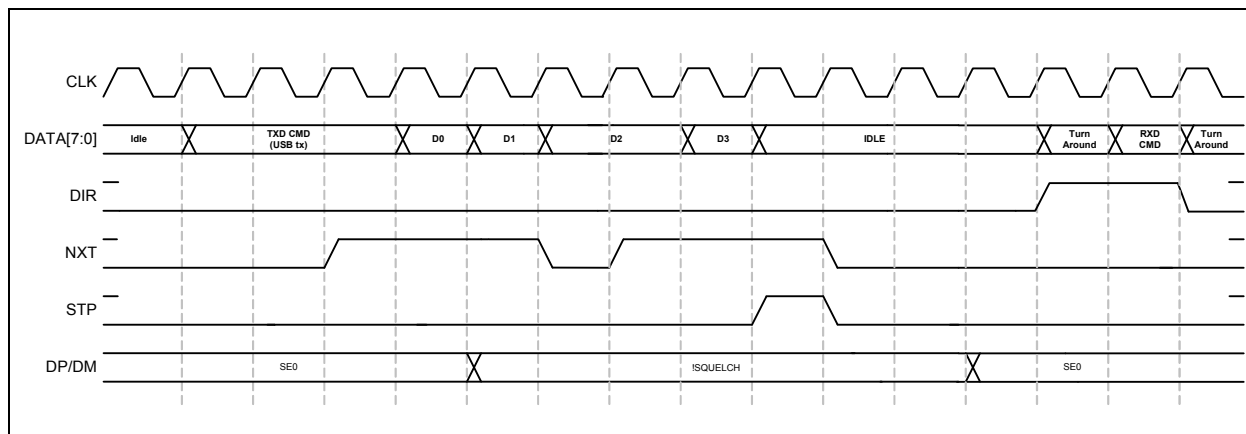 CLK
DATA[7:0]
Idle
TXD CMD
(USB tx)
D0
D1
D2
D3
IDLE
Turn
Around
RXD
CMD
Turn
Around
DIR
NXT
STP
DP/DM
SE0
!SQUELCH
SE0